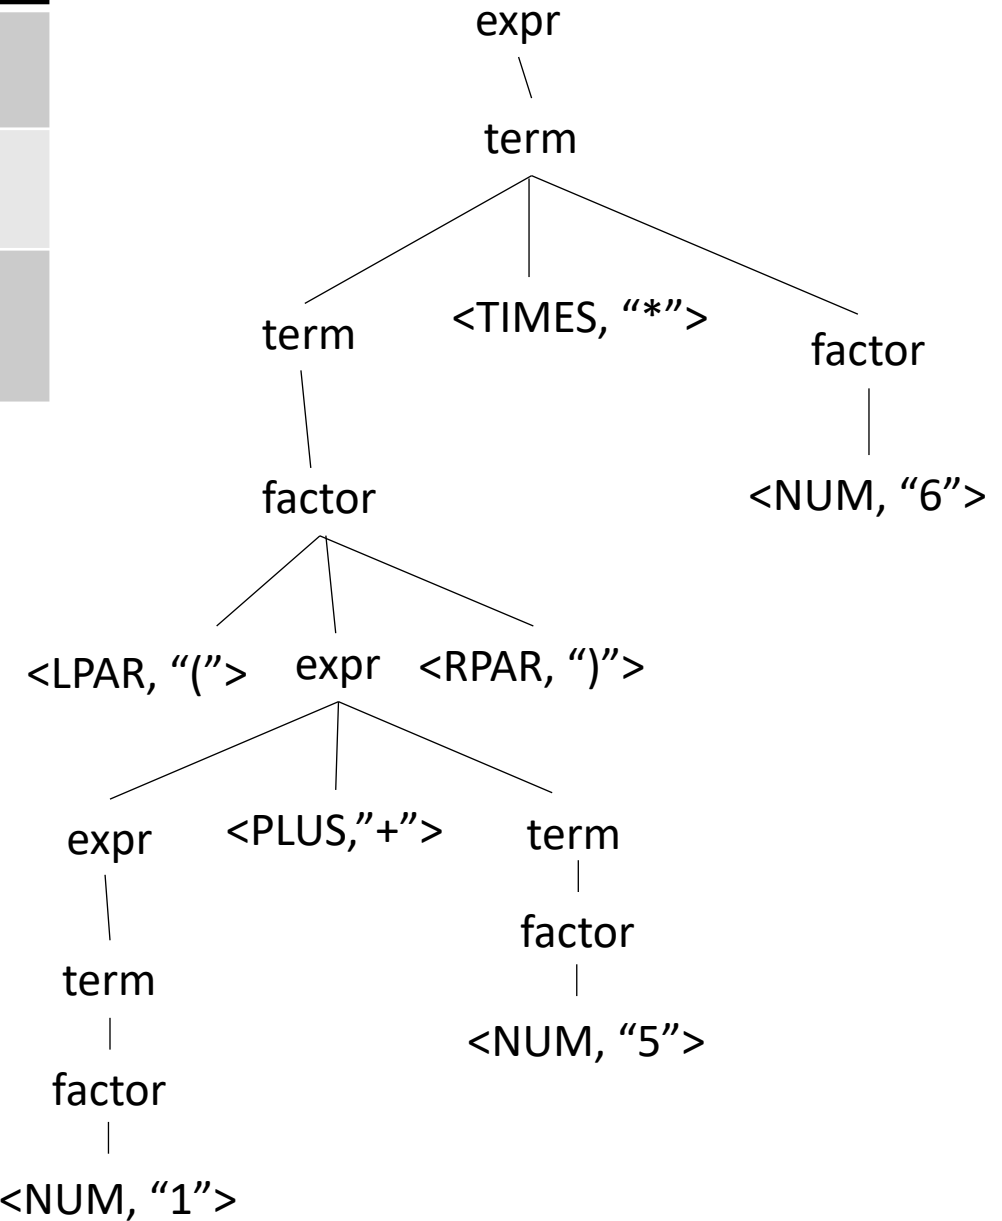 expr
term
term
<TIMES, “*”>
factor
factor
<NUM, “6”>
<LPAR, “(”>
expr
<RPAR, “)”>
expr
<PLUS,”+”>
term
factor
term
<NUM, “5”>
factor
<NUM, “1”>